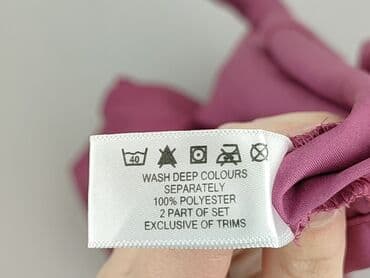 40
WASH DEEP COLOURS
SEPARATELY
100% POLYESTER
2 PART OF SET
EXCLUSIVE OF TRIMS